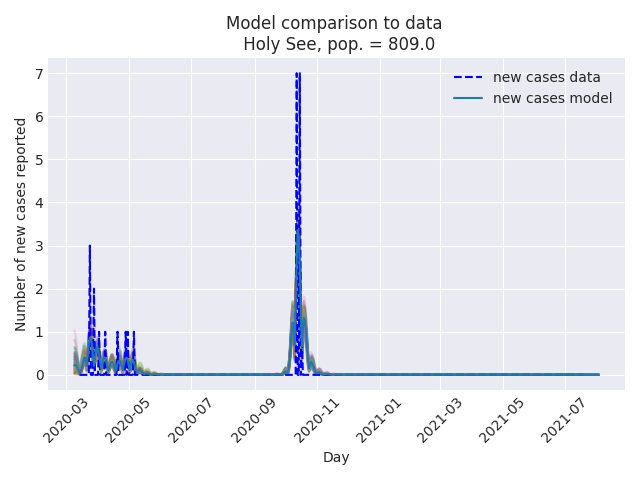 Model comparison to data
Holy See, pop. = 809.0
new cases data
new cases model
Number of new cases reported
7
6
5
4
3
2
1
0
2020-03
2020-05
2020-07
2020-09
2020-11
2021-01
2021-03
2021-05
2021-07
Day